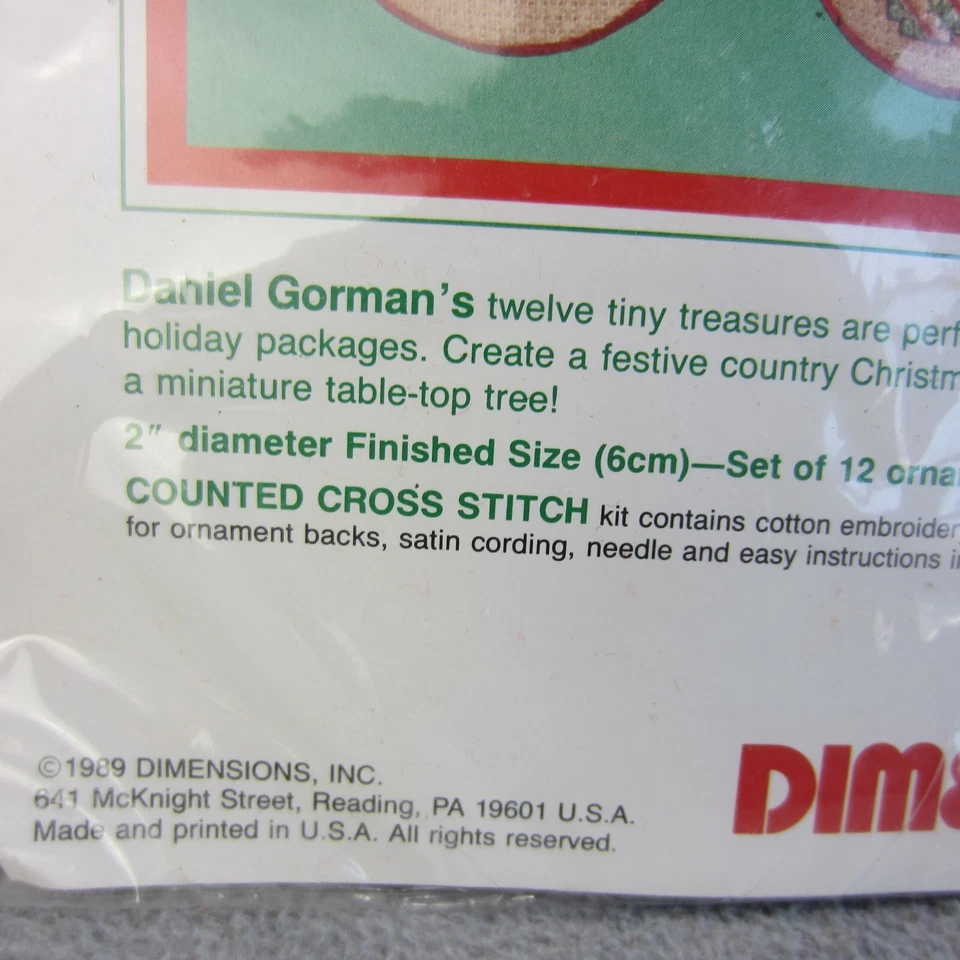 Daniel Gorman's twelve tiny treasures are perf
holiday packages. Create a festive country Christm
a miniature table-top tree!
2" diameter Finished Size (6cm)—Set of 12 orna
COUNTED CROSS STITCH kit contains cotton embroider
for ornament backs, satin cording, needle and easy instructions i
©1989 DIMENSIONS, INC.
641 McKnight Street, Reading, PA 19601 U.S.A.
Made and printed in U.S.A. All rights reserved.
DIM